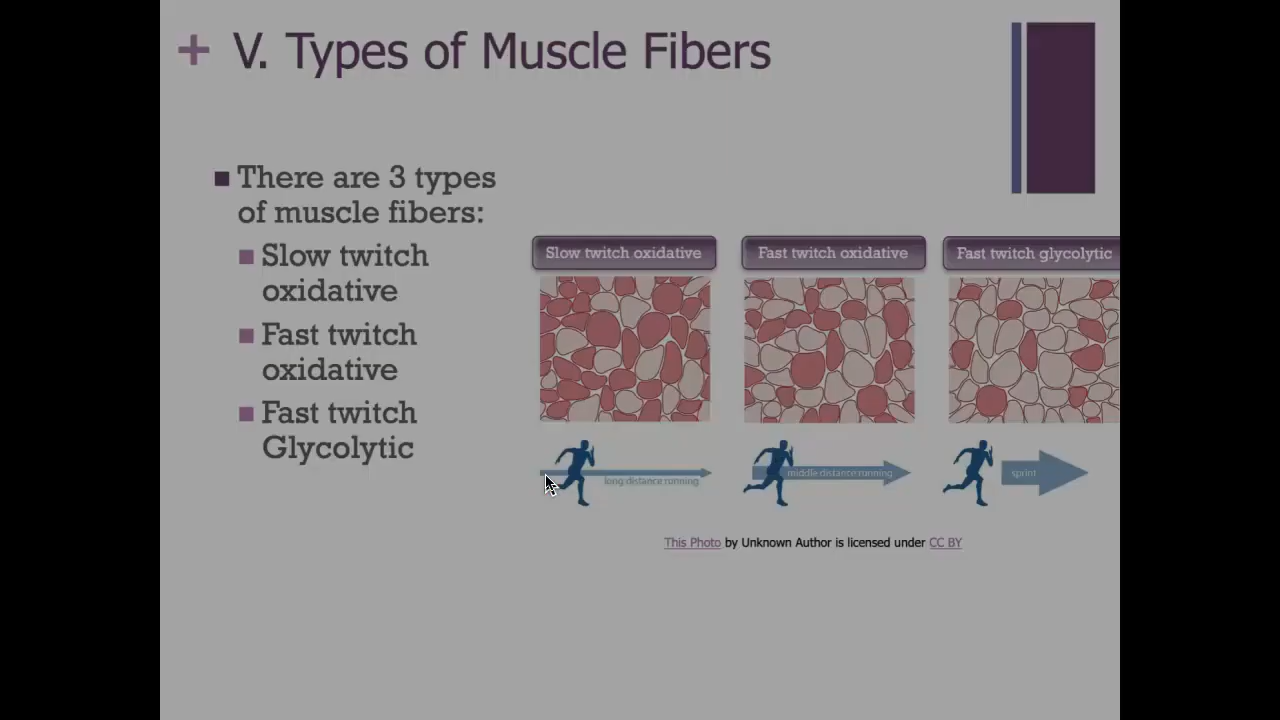 + V. Types of Muscle Fibers
There are 3 types
of muscle fibers:
Slow twitch
oxidative
Fast twitch
oxidative
Fast twitch
Glycolytic
Slow twitch oxidative
Fast twitch oxidative
Fast twitch glycolytic
long distance running
middle distance running
sprint
This Photo by Unknown Author is licensed under CC BY